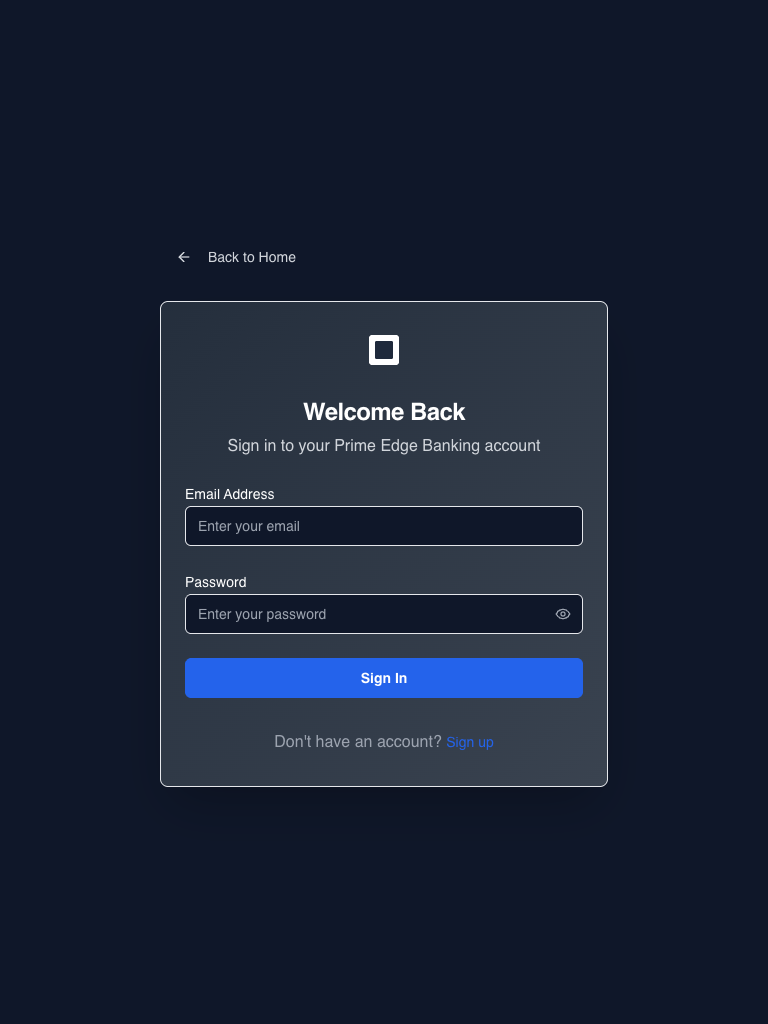 Back to Home
Welcome Back
Sign in to your Prime Edge Banking account
Email Address
Enter your email
Password
Enter your password
Sign In
Don't have an account? Sign up